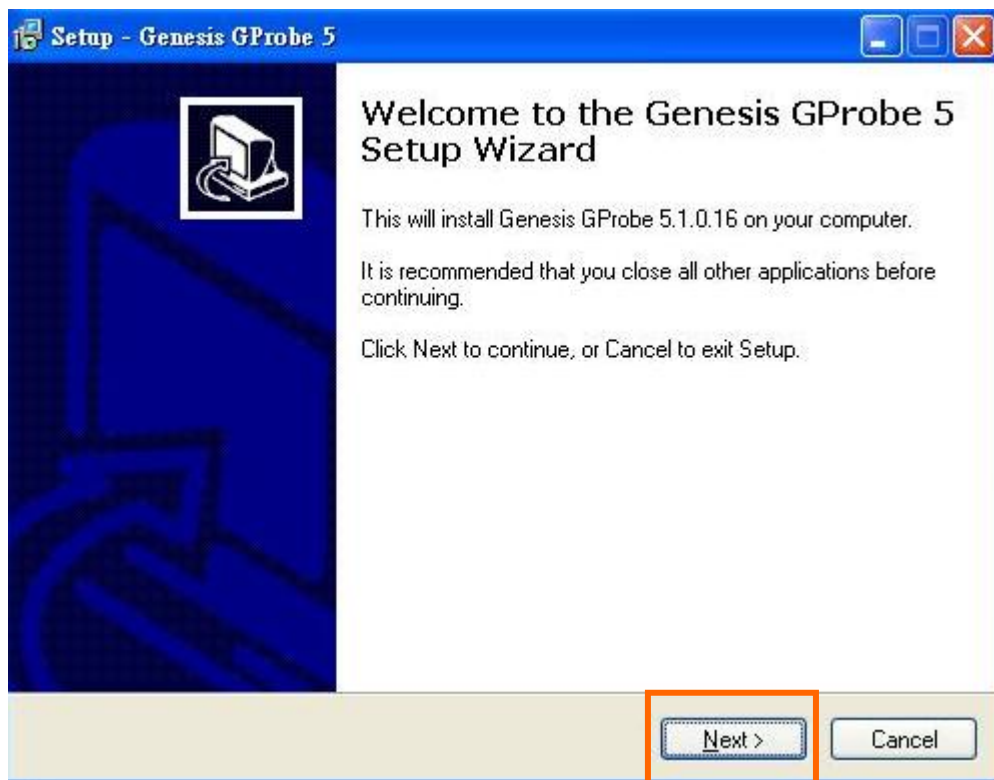 Setup - Genesis GProbe 5
Welcome to the Genesis GProbe 5
Setup Wizard
This will install Genesis GProbe 5.1.0.16 on your computer.
It is recommended that you close all other applications before
continuing.
Click Next to continue, or Cancel to exit Setup.
Next >
Cancel